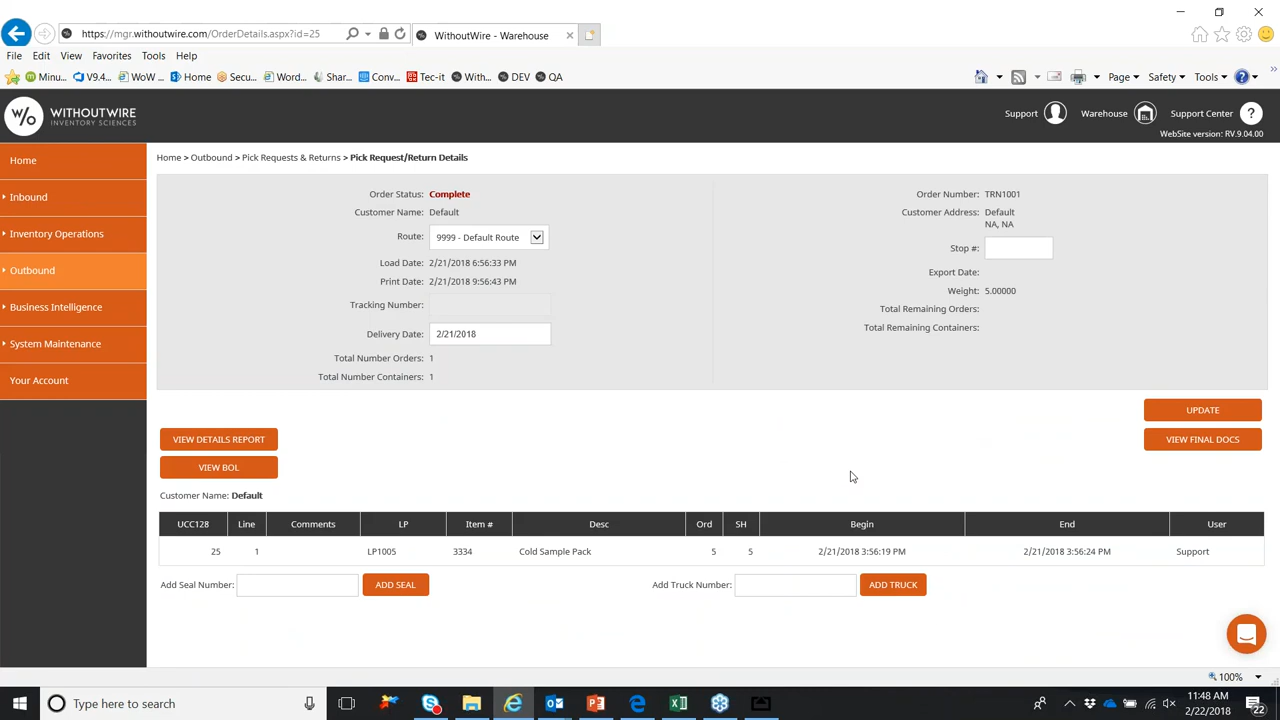 https://mgr.withoutwire.com/OrderDetails.aspx?id=25
WithoutWire - Warehouse
File Edit View Favorites Tools Help
Minu... V9.4... WoW ... Home Secu... Word... Shar... Conv... Tec-it With... DEV QA
Page Safety Tools
W/O WITHOUTWIRE
INVENTORY SCIENCES
Support Warehouse Support Center ?
WebSite version: RV.9.04.00
Home
Inbound
Inventory Operations
Outbound
Business Intelligence
System Maintenance
Your Account
Home > Outbound > Pick Requests & Returns > Pick Request/Return Details
Order Status: Complete
Customer Name: Default
Route: 9999 - Default Route
Load Date: 2/21/2018 6:56:33 PM
Print Date: 2/21/2018 9:56:43 PM
Tracking Number:
Delivery Date: 2/21/2018
Total Number Orders: 1
Total Number Containers: 1
Order Number: TRN1001
Customer Address: Default
NA, NA
Stop #:
Export Date:
Weight: 5.00000
Total Remaining Orders:
Total Remaining Containers:
UPDATE
VIEW DETAILS REPORT
VIEW FINAL DOCS
VIEW BOL
Customer Name: Default
UCC128 Line Comments LP Item # Desc Ord SH Begin End User
25 1 LP1005 3334 Cold Sample Pack 5 5 2/21/2018 3:56:19 PM 2/21/2018 3:56:24 PM Support
Add Seal Number: ADD SEAL Add Truck Number: ADD TRUCK
100%
Type here to search
11:48 AM
2/22/2018
22